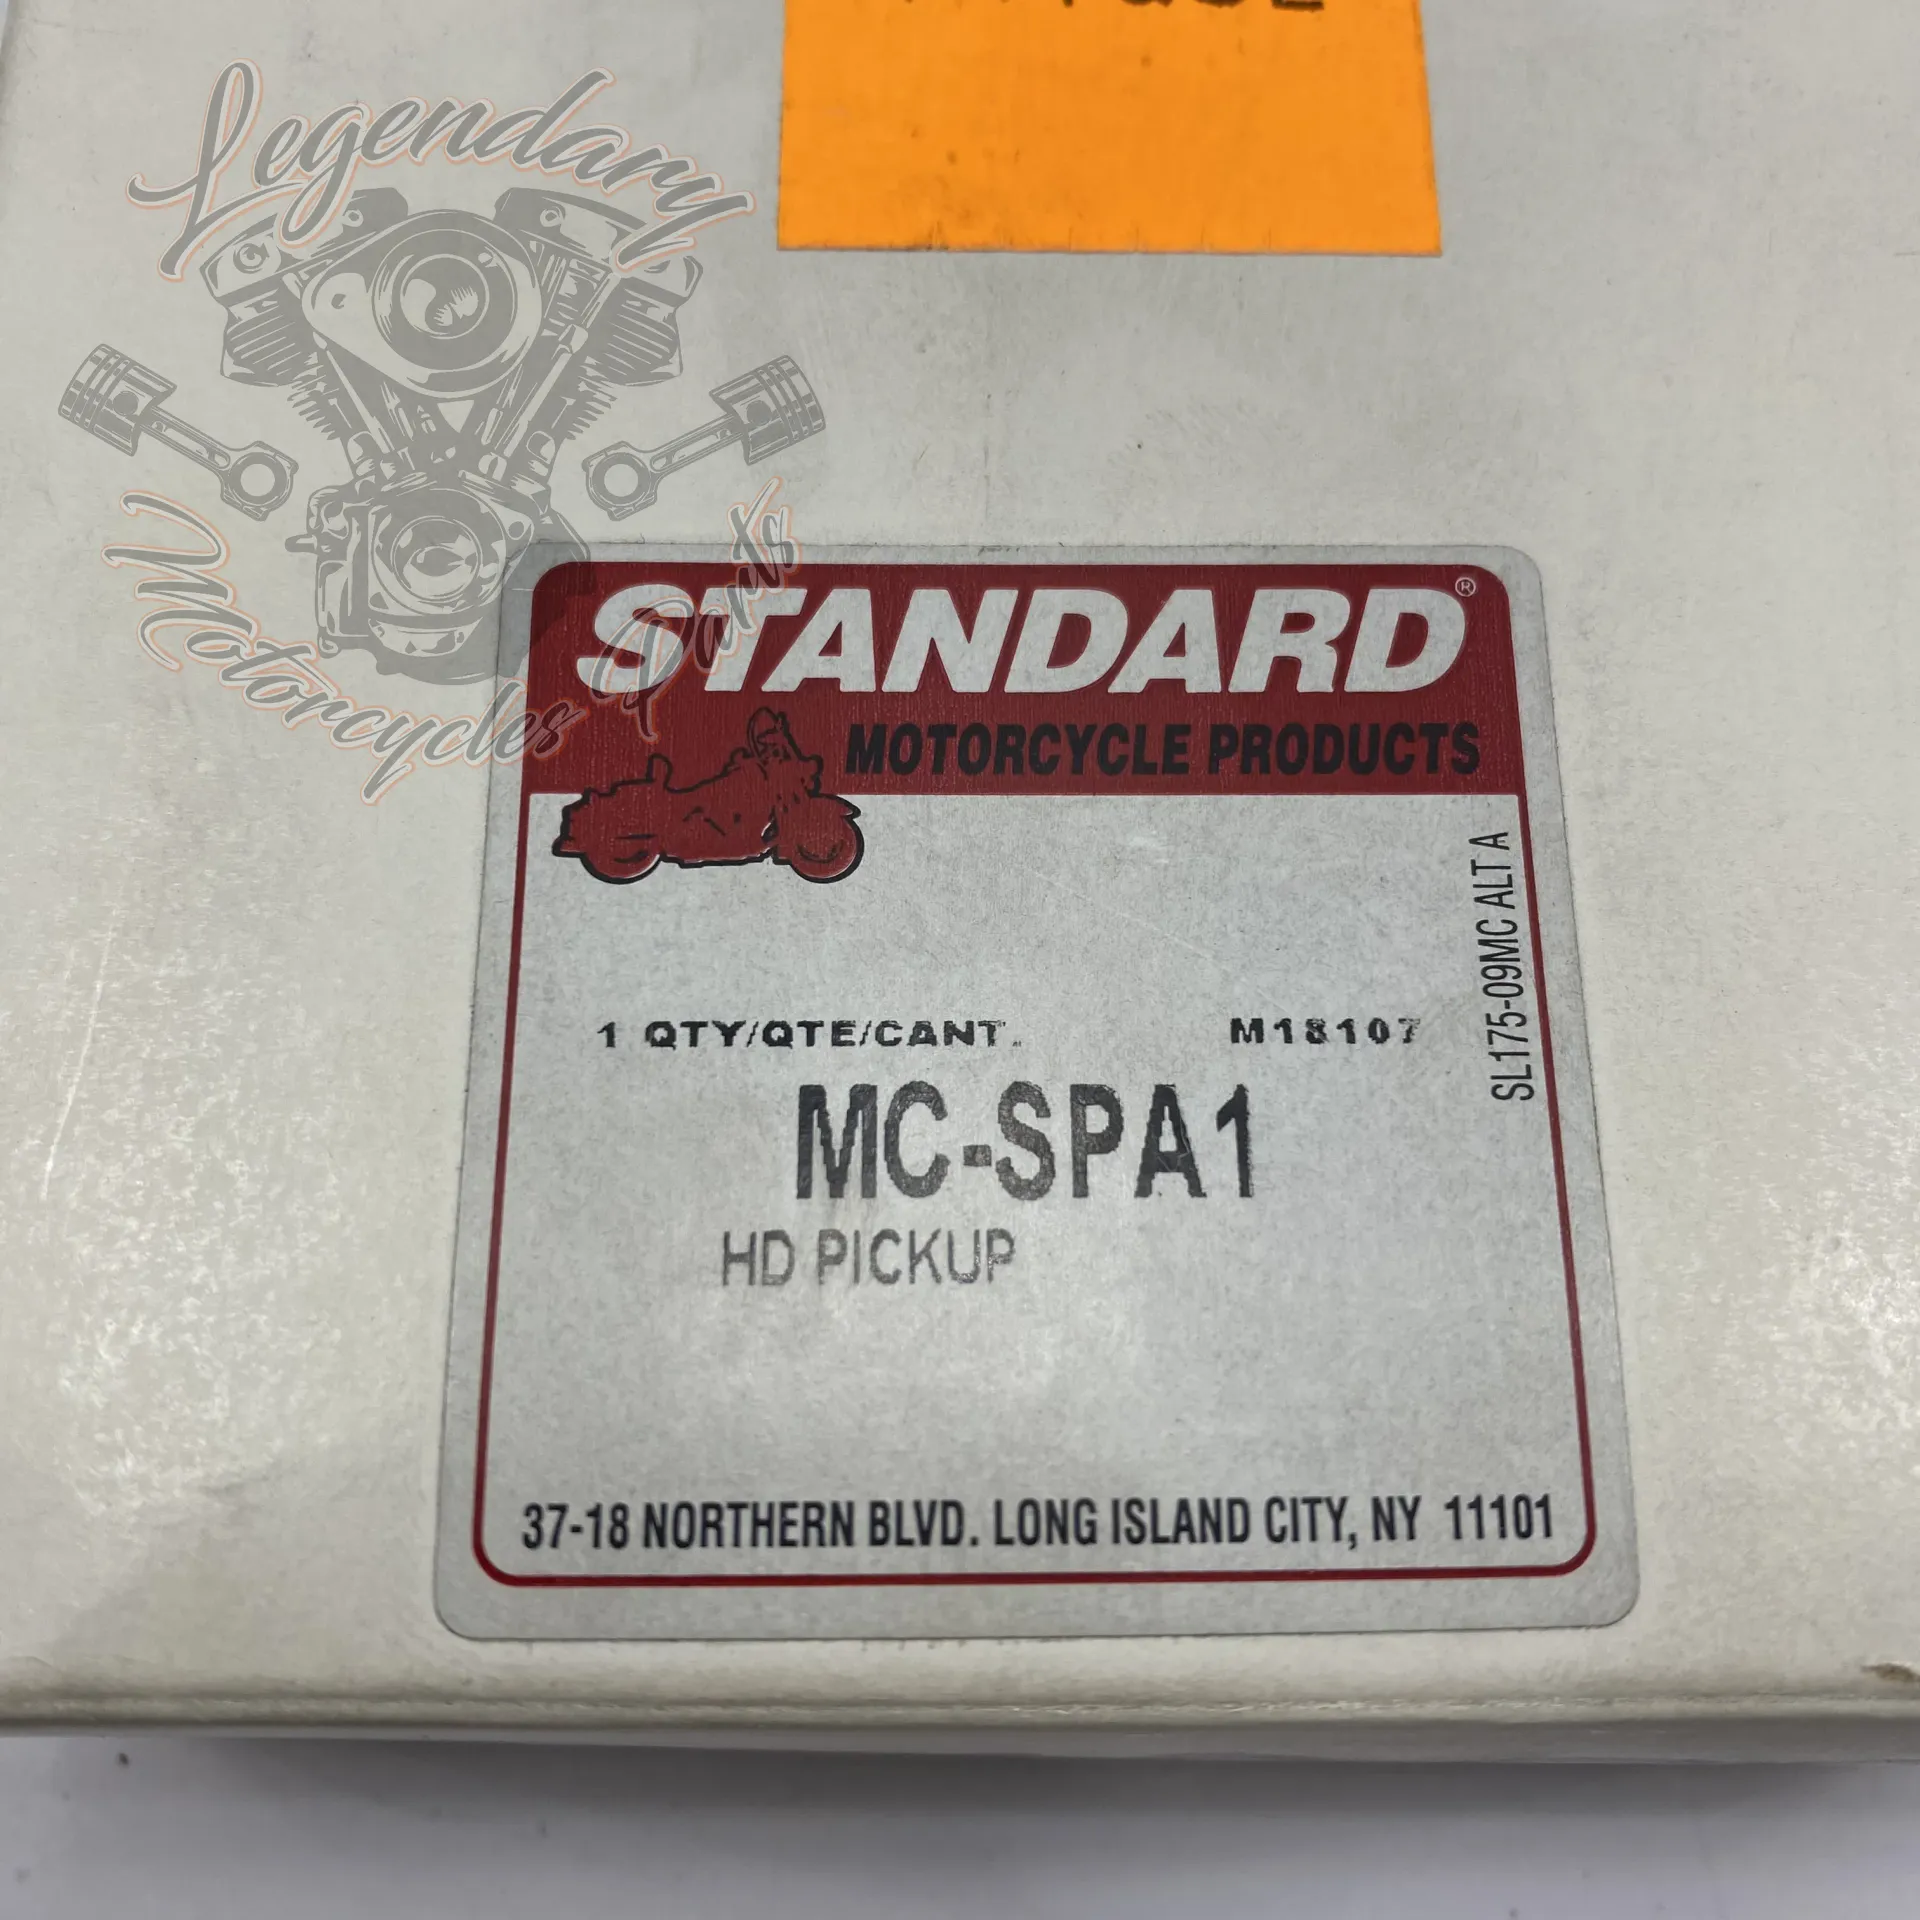 Legendary
Motorcycles Parts
STANDARD®
MOTORCYCLE PRODUCTS
SL175-09MC ALT A
1 QTY/QTE/CANT. M18107
MC-SPA1
HD PICKUP
37-18 NORTHERN BLVD. LONG ISLAND CITY, NY 11101